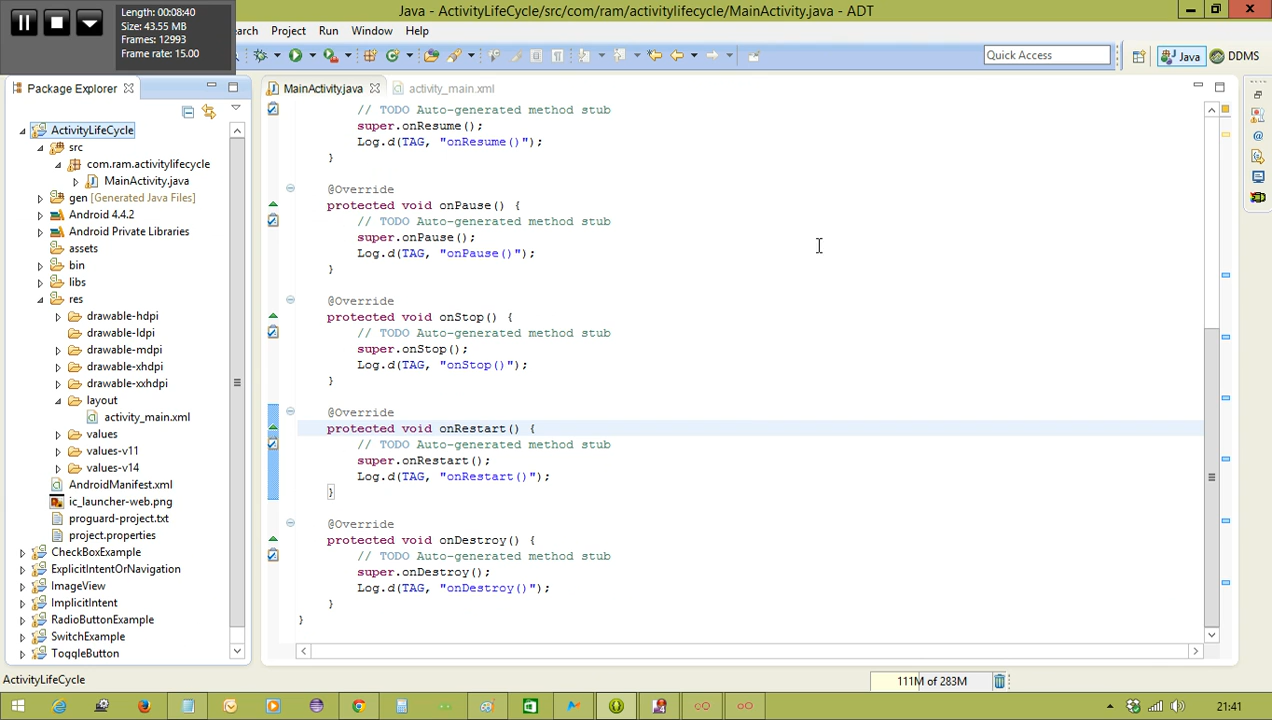 Length: 00:08:40
Size: 43.55 MB
Frames: 12993
Frame rate: 15.00
Java - ActivityLifeCycle/src/com/ram/activitylifecycle/MainActivity.java - ADT
earch Project Run Window Help
Quick Access
Java
DDMS
Package Explorer
MainActivity.java
activity_main.xml
ActivityLifeCycle
src
com.ram.activitylifecycle
MainActivity.java
gen [Generated Java Files]
Android 4.4.2
Android Private Libraries
assets
bin
libs
res
drawable-hdpi
drawable-ldpi
drawable-mdpi
drawable-xhdpi
drawable-xxhdpi
layout
activity_main.xml
values
values-v11
values-v14
AndroidManifest.xml
ic_launcher-web.png
proguard-project.txt
project.properties
CheckBoxExample
ExplicitIntentOrNavigation
ImageView
ImplicitIntent
RadioButtonExample
SwitchExample
ToggleButton
// TODO Auto-generated method stub
super.onResume();
Log.d(TAG, "onResume()");
}
@Override
protected void onPause() {
// TODO Auto-generated method stub
super.onPause();
Log.d(TAG, "onPause()");
}
@Override
protected void onStop() {
// TODO Auto-generated method stub
super.onStop();
Log.d(TAG, "onStop()");
}
@Override
protected void onRestart() {
// TODO Auto-generated method stub
super.onRestart();
Log.d(TAG, "onRestart()");
}
@Override
protected void onDestroy() {
// TODO Auto-generated method stub
super.onDestroy();
Log.d(TAG, "onDestroy()");
}
}
ActivityLifeCycle
111M of 283M
21:41